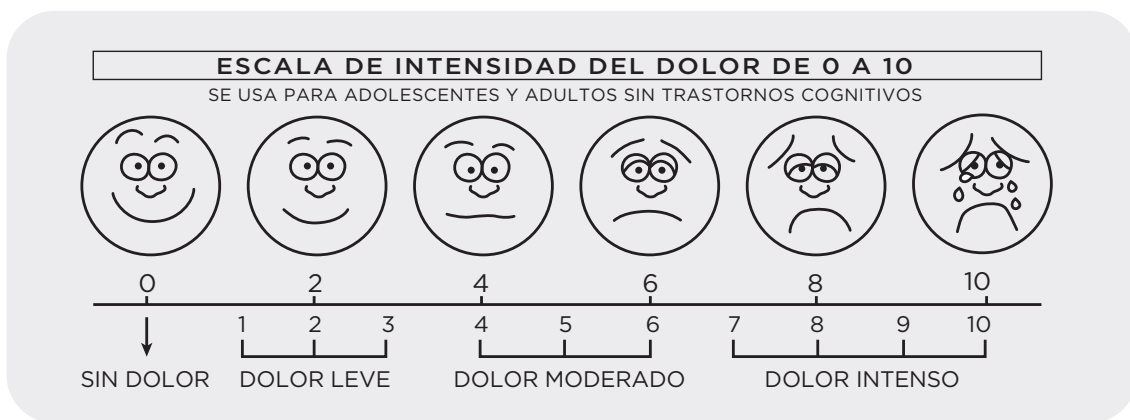 ESCALA DE INTENSIDAD DEL DOLOR DE 0 A 10
SE USA PARA ADOLESCENTES Y ADULTOS SIN TRASTORNOS COGNITIVOS
0 2 4 6 8 10
1 2 3 4 5 6 7 8 9 10
SIN DOLOR DOLOR LEVE DOLOR MODERADO DOLOR INTENSO